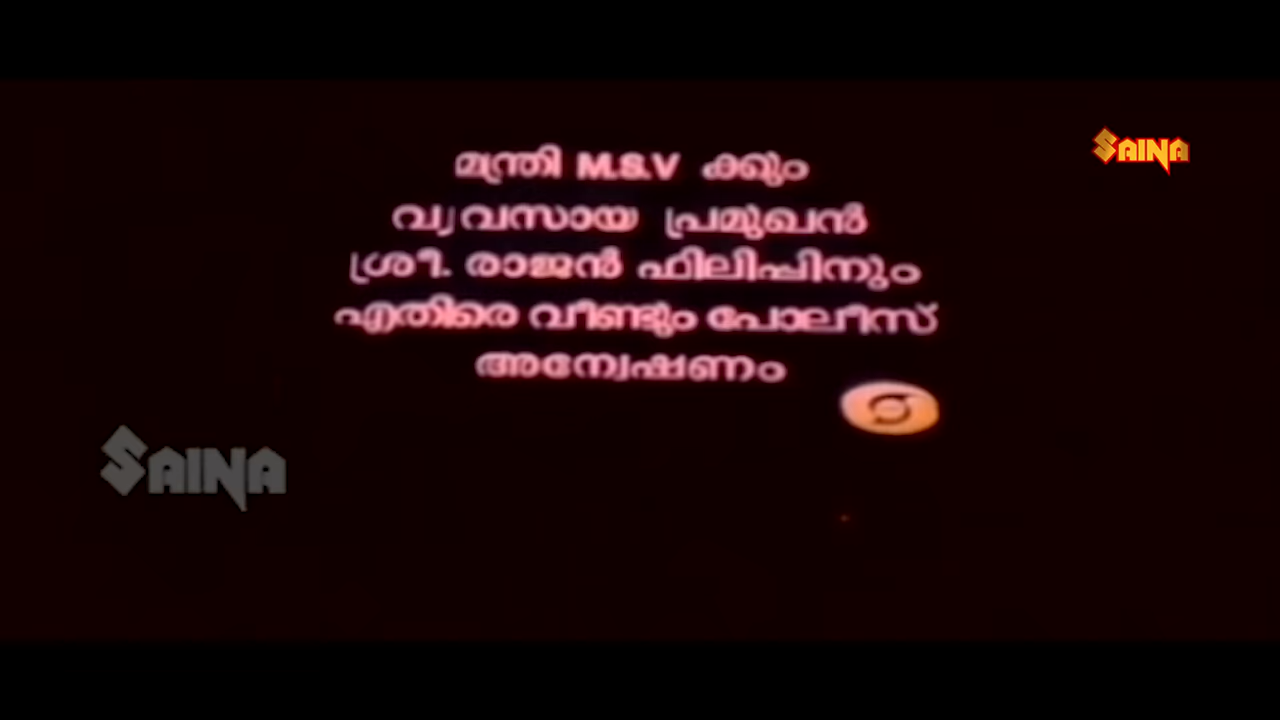 SAINA
മന്ത്രി M.S.V ക്കും
വ്യവസായ പ്രമുഖൻ
ശ്രീ. രാജൻ ഫിലിപ്പിനും
എതിരെ വീണ്ടും പോലീസ്
അന്വേഷണം
SAINA